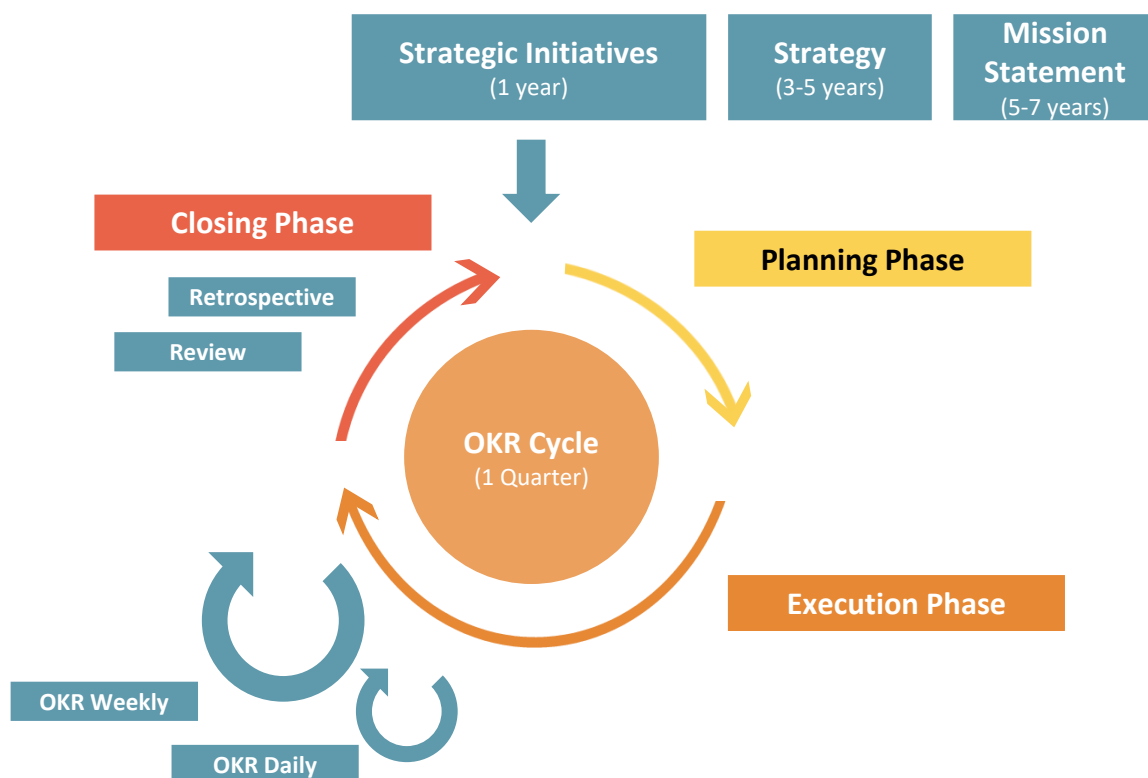 Strategic Initiatives
(1 year)
Strategy
(3-5 years)
Mission
Statement
(5-7 years)
Closing Phase
Planning Phase
Retrospective
Review
OKR Cycle
(1 Quarter)
Execution Phase
OKR Weekly
OKR Daily